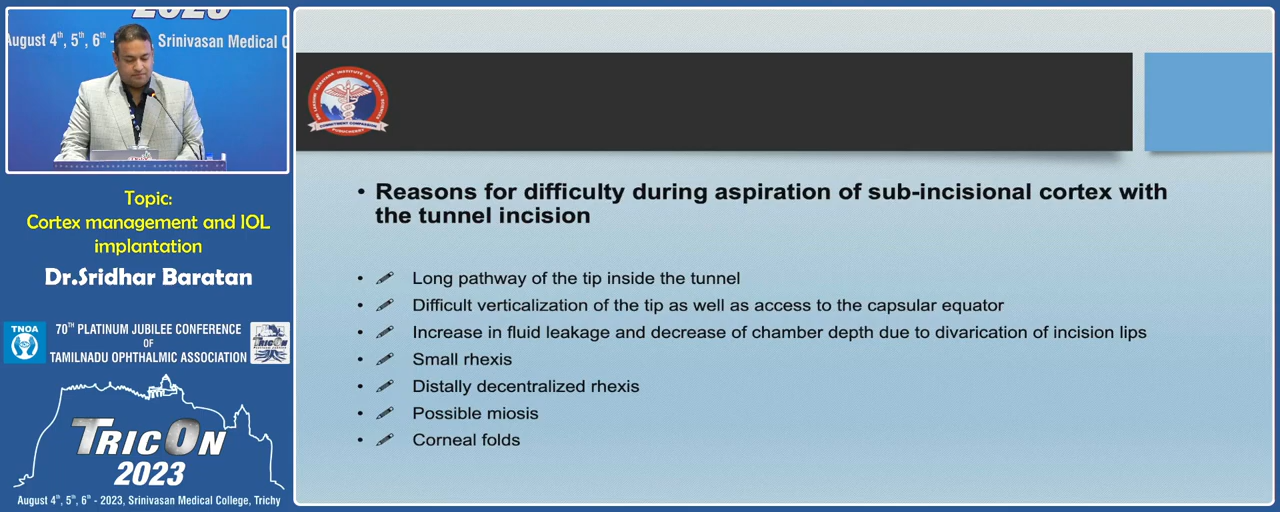 2023
August 4th, 5th, 6th - Srinivasan Medical C
Topic:
Cortex management and IOL
implantation
Dr.Sridhar Baratan
TNOA
70TH PLATINUM JUBILEE CONFERENCE
OF
TAMILNADU OPHTHALMIC ASSOCIATION
TRICON
TRICON
2023
August 4th, 5th, 6th - 2023, Srinivasan Medical College, Trichy
• Reasons for difficulty during aspiration of sub-incisional cortex with
the tunnel incision
• Long pathway of the tip inside the tunnel
• Difficult verticalization of the tip as well as access to the capsular equator
• Increase in fluid leakage and decrease of chamber depth due to divarication of incision lips
• Small rhexis
• Distally decentralized rhexis
• Possible miosis
• Corneal folds